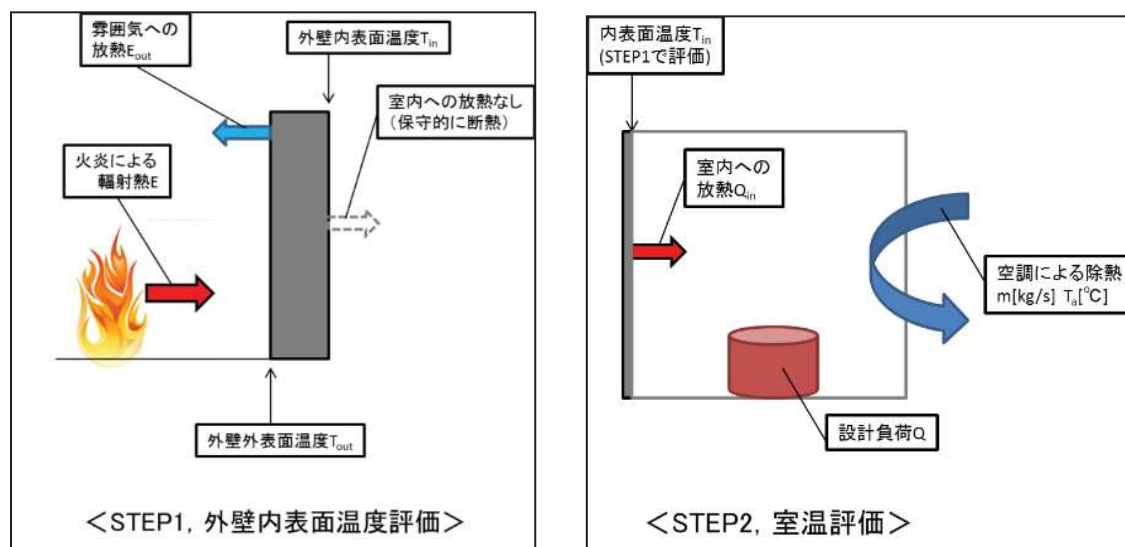 雰囲気への
放熱Eout
外壁内表面温度Tin
室内への放熱なし
（保守的に断熱）
火炎による
輻射熱E
外壁外表面温度Tout
＜STEP1，外壁内表面温度評価＞
内表面温度Tin
(STEP1で評価)
室内への
放熱Qin
空調による除熱
m[kg/s] Ta[℃]
設計負荷Q
＜STEP2，室温評価＞